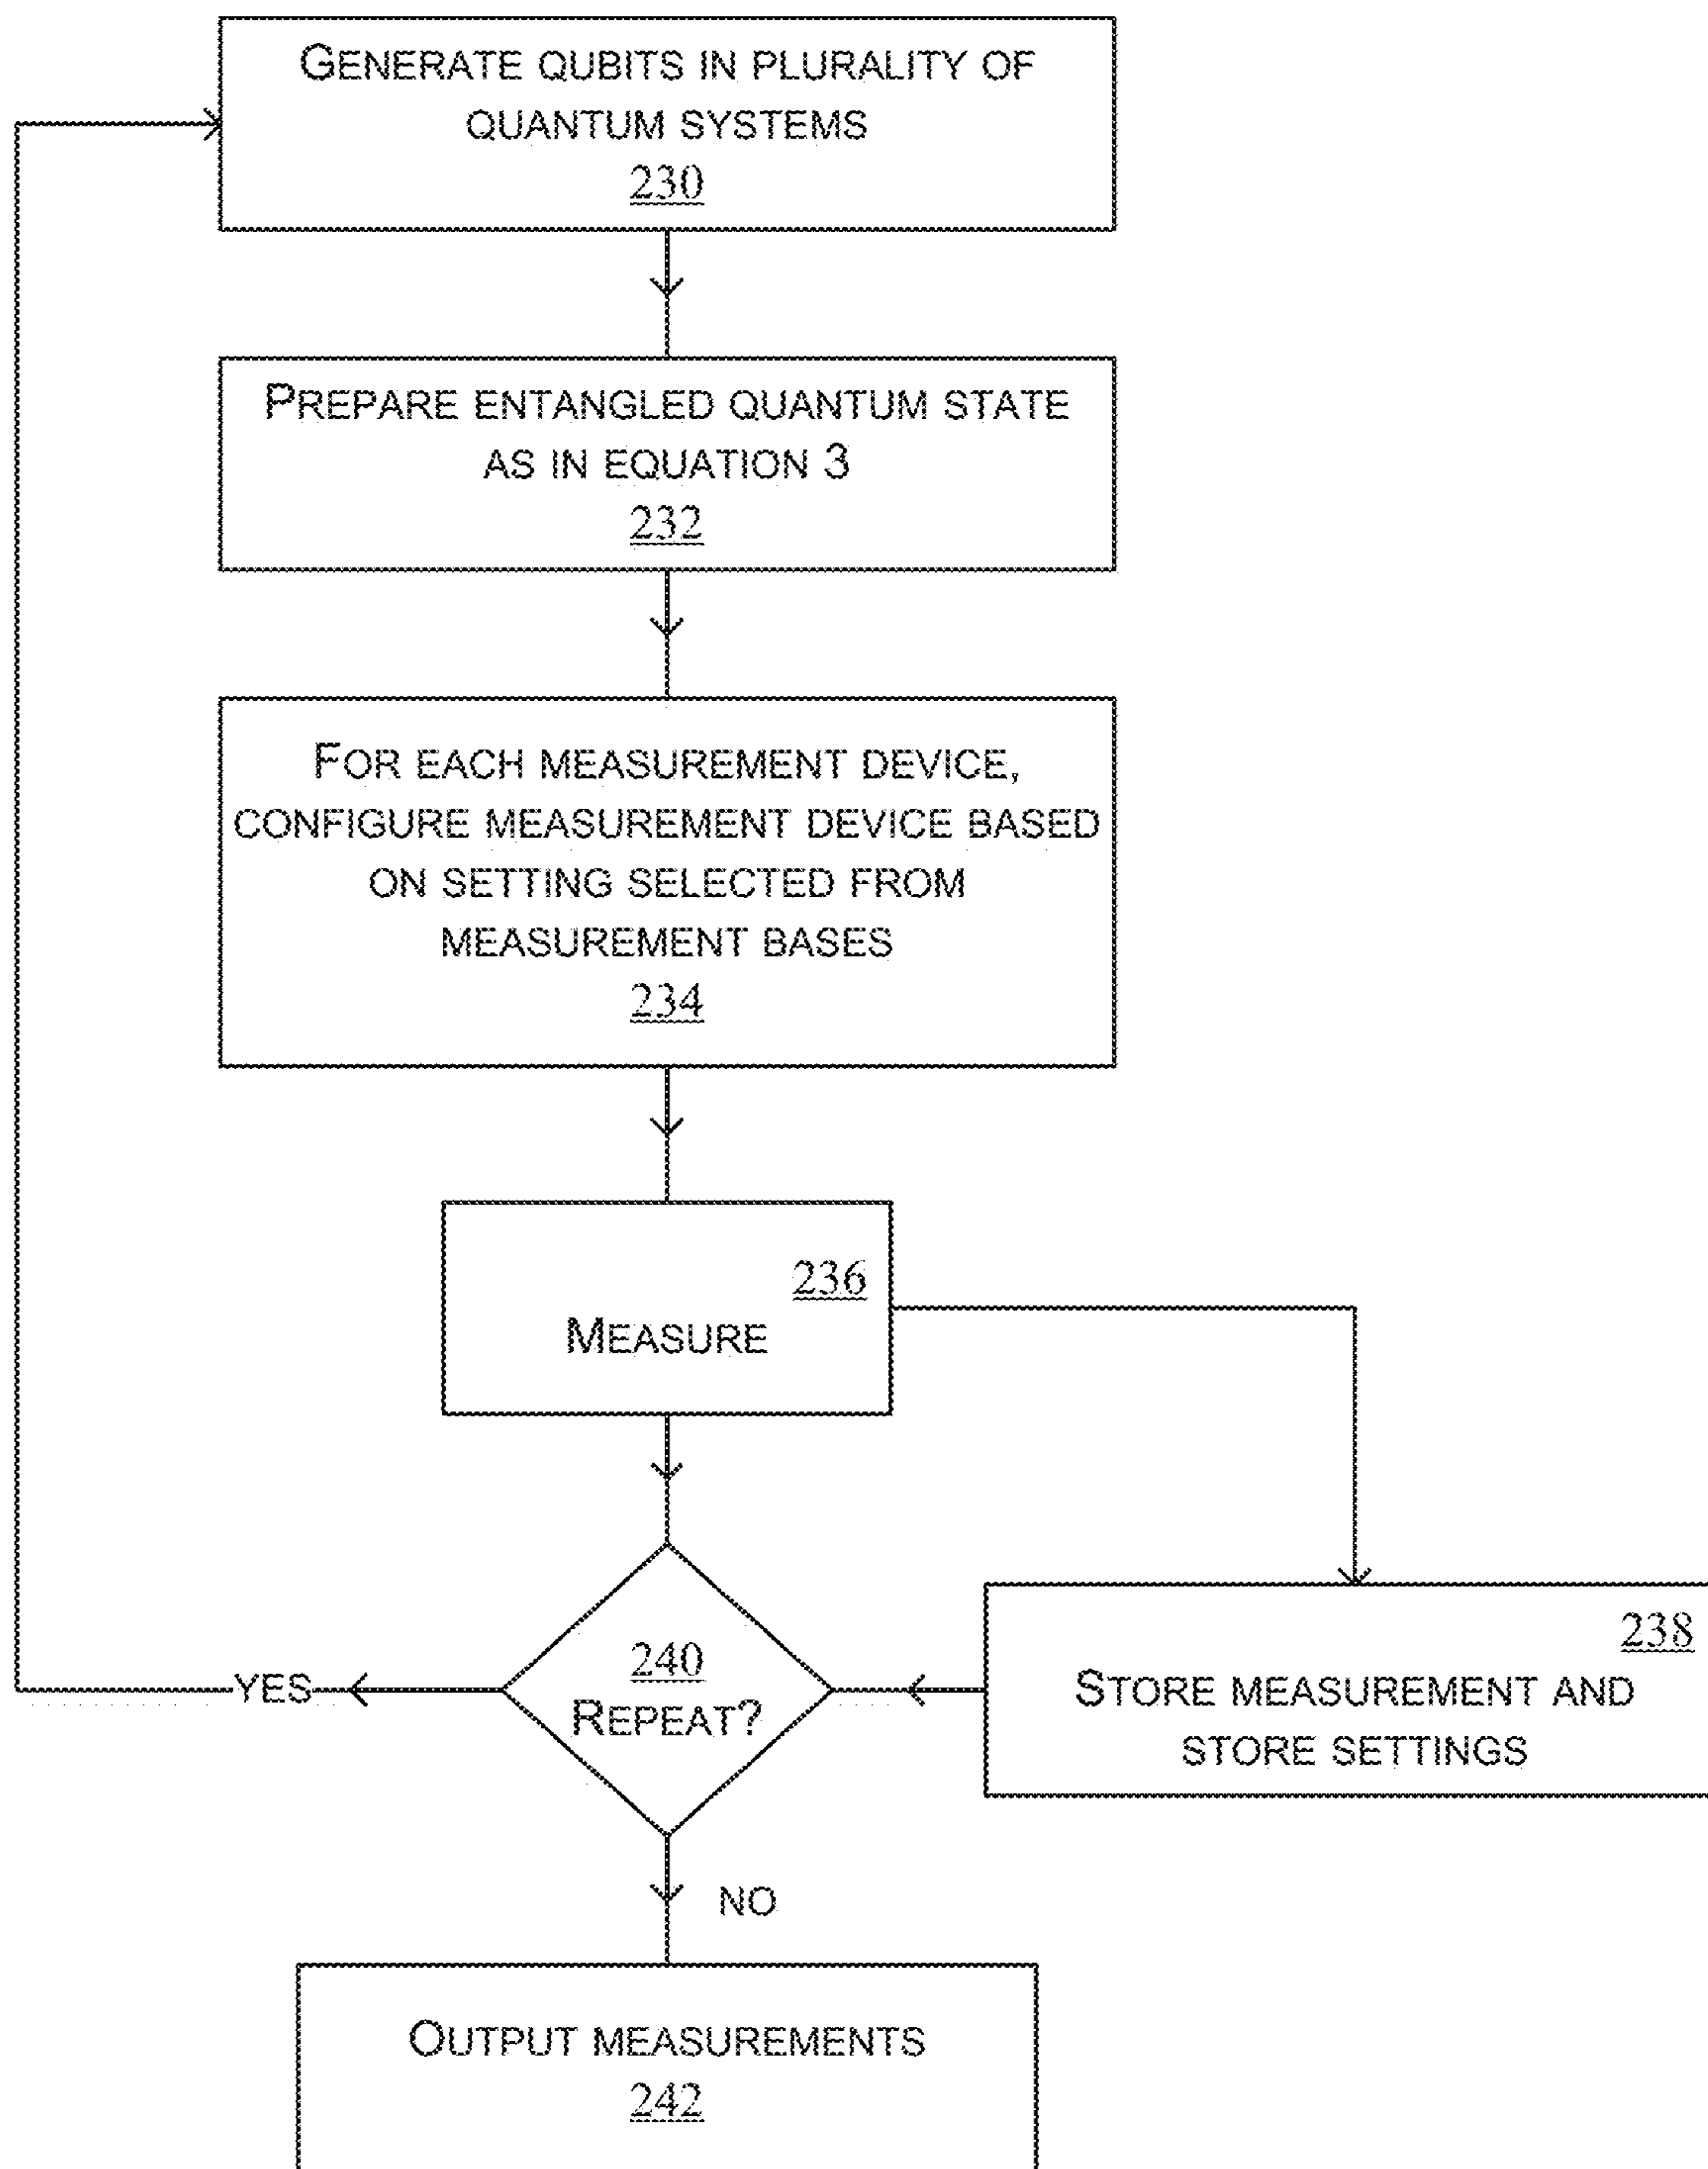 GENERATE QUBITS IN PLURALITY OF
QUANTUM SYSTEMS
230
PREPARE ENTANGLED QUANTUM STATE
AS IN EQUATION 3
232
FOR EACH MEASUREMENT DEVICE,
CONFIGURE MEASUREMENT DEVICE BASED
ON SETTING SELECTED FROM
MEASUREMENT BASES
234
236
MEASURE
238
STORE MEASUREMENT AND
STORE SETTINGS
240
REPEAT?
YES
NO
OUTPUT MEASUREMENTS
242